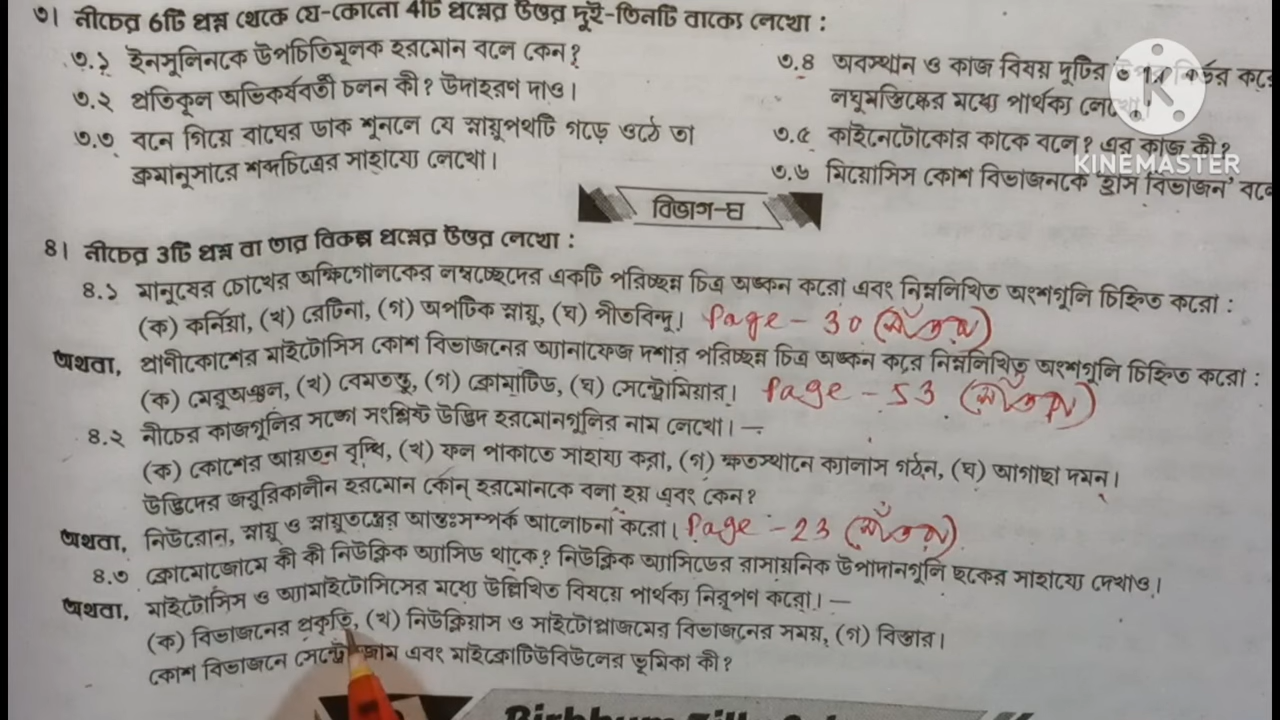 ৩। নীচের 6টি প্রশ্ন থেকে যে-কোনো 4টি প্রশ্নের উত্তর দুই-তিনটি বাক্যে লেখো :
৩.১ ইনসুলিনকে উপচিতিমূলক হরমোন বলে কেন?
৩.২ প্রতিকূল অভিকর্ষবর্তী চলন কী? উদাহরণ দাও।
৩.৩ বনে গিয়ে বাঘের ডাক শুনলে যে স্নায়ুপথটি গড়ে ওঠে তা
ক্রমানুসারে শব্দচিত্রের সাহায্যে লেখো।
৩.৪ অবস্থান ও কাজ বিষয় দুটির উপর নির্ভর করে
লঘুমস্তিষ্কের মধ্যে পার্থক্য লেখো।
৩.৫ কাইনেটোকোর কাকে বলে? এর কাজ কী?
৩.৬ মিয়োসিস কোশ বিভাজনকে 'হ্রাস বিভাজন' বলে
KINEMASTER
বিভাগ-ঘ
৪। নীচের 3টি প্রশ্ন বা তার বিকল্প প্রশ্নের উত্তর লেখো :
৪.১ মানুষের চোখের অক্ষিগোলকের লম্বচ্ছেদের একটি পরিচ্ছন্ন চিত্র অঙ্কন করো এবং নিম্নলিখিত অংশগুলি চিহ্নিত করো :
(ক) কর্নিয়া, (খ) রেটিনা, (গ) অপটিক স্নায়ু, (ঘ) পীতবিন্দু। Page - 30 (সাঁতরা)
অথবা, প্রাণীকোশের মাইটোসিস কোশ বিভাজনের অ্যানাফেজ দশার পরিচ্ছন্ন চিত্র অঙ্কন করে নিম্নলিখিত অংশগুলি চিহ্নিত করো :
(ক) মেরুঅঞ্চল, (খ) বেমতন্তু, (গ) ক্রোমাটিড, (ঘ) সেন্ট্রোমিয়ার। Page - 53 (সাঁতরা)
৪.২ নীচের কাজগুলির সঙ্গে সংশ্লিষ্ট উদ্ভিদ হরমোনগুলির নাম লেখো। —
(ক) কোশের আয়তন বৃদ্ধি, (খ) ফল পাকাতে সাহায্য করা, (গ) ক্ষতস্থানে ক্যালাস গঠন, (ঘ) আগাছা দমন।
উদ্ভিদের জরুরিকালীন হরমোন কোন্ হরমোনকে বলা হয় এবং কেন?
অথবা, নিউরোন, স্নায়ু ও স্নায়ুতন্ত্রের আন্তঃসম্পর্ক আলোচনা করো। Page - 23 (সাঁতরা)
৪.৩ ক্রোমোজোমে কী কী নিউক্লিক অ্যাসিড থাকে? নিউক্লিক অ্যাসিডের রাসায়নিক উপাদানগুলি ছকের সাহায্যে দেখাও।
অথবা, মাইটোসিস ও অ্যামাইটোসিসের মধ্যে উল্লিখিত বিষয়ে পার্থক্য নিরূপণ করো। —
(ক) বিভাজনের প্রকৃতি, (খ) নিউক্লিয়াস ও সাইটোপ্লাজমের বিভাজনের সময়, (গ) বিস্তার।
কোশ বিভাজনে সেন্ট্রোজোম এবং মাইক্রোটিউবিউলের ভূমিকা কী?